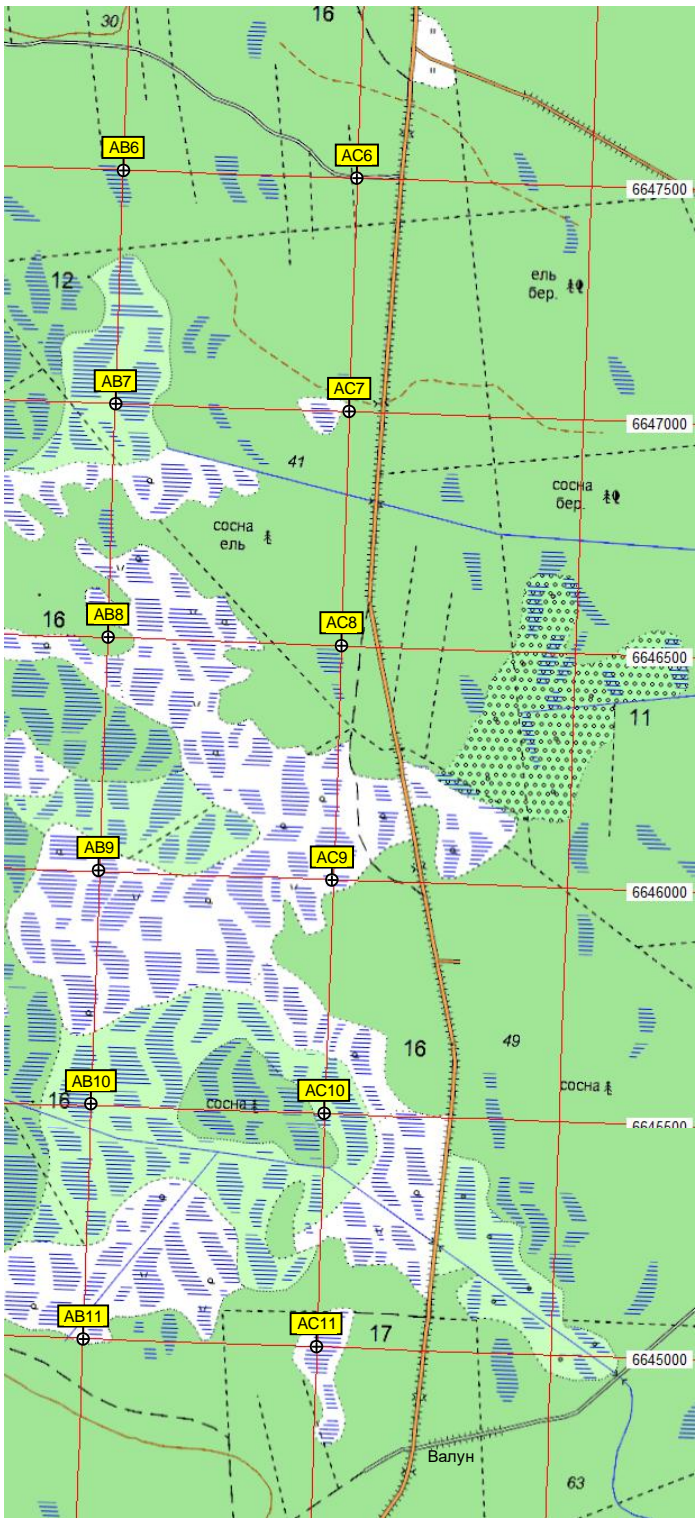 30
16
AB6
AC6
6647500
ель
бер.
12
AB7
AC7
6647000
41
сосна
бер.
сосна
ель
16
AB8
AC8
6646500
11
AB9
AC9
6646000
16
49
AB10
16
сосна
AC10
сосна
6645500
AB11
AC11
17
6645000
Валун
63